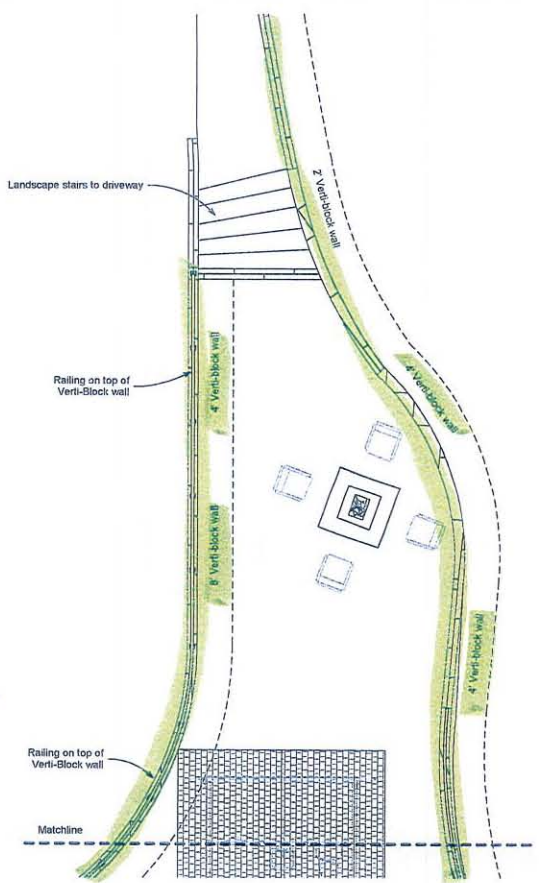 Landscape stairs to driveway
2' Verti-block wall
Railing on top of
Verti-Block wall
4' Verti-block wall
4' Verti-block wall
8' Verti-block wall
4' Verti-block wall
Railing on top of
Verti-Block wall
Matchline